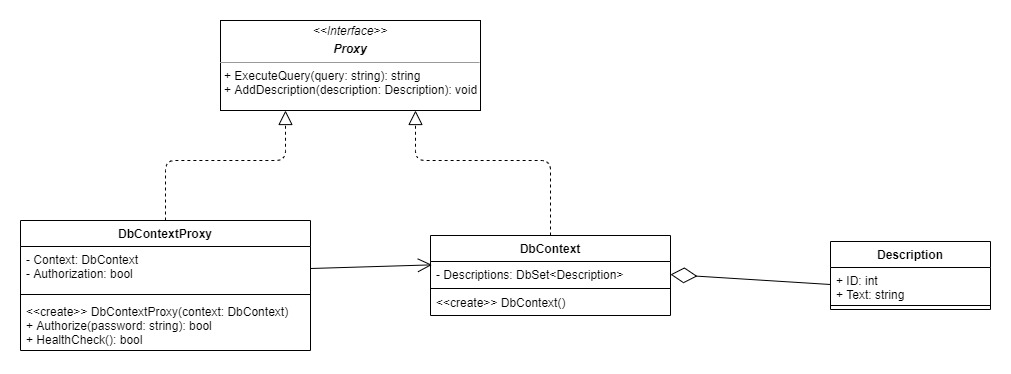 <<Interface>>
Proxy
+ ExecuteQuery(query: string): string
+ AddDescription(description: Description): void
DbContextProxy
- Context: DbContext
- Authorization: bool
<<create>> DbContextProxy(context: DbContext)
+ Authorize(password: string): bool
+ HealthCheck(): bool
DbContext
- Descriptions: DbSet<Description>
<<create>> DbContext()
Description
+ ID: int
+ Text: string